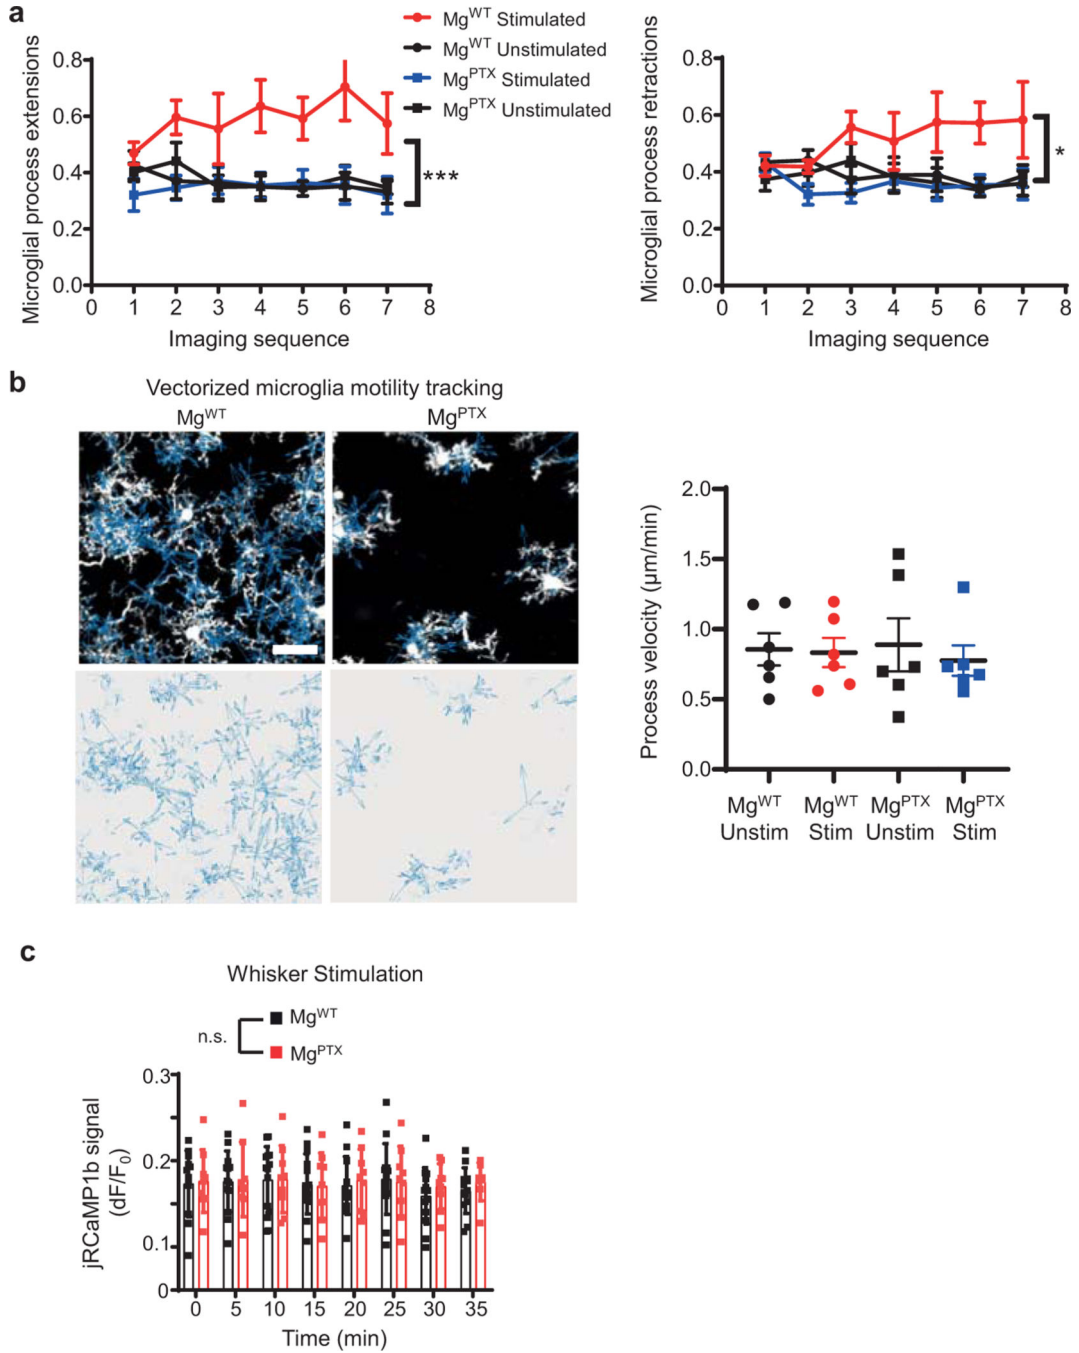 a
Mg^WT Stimulated
Mg^WT Unstimulated
Mg^PTX Stimulated
Mg^PTX Unstimulated
Microglial process extensions
0.8
0.6
0.4
0.2
0.0
0 1 2 3 4 5 6 7 8
Imaging sequence
***
Microglial process retractions
0.8
0.6
0.4
0.2
0.0
0 1 2 3 4 5 6 7 8
Imaging sequence
*
b
Vectorized microglia motility tracking
Mg^WT Mg^PTX
Process velocity (μm/min)
2.0
1.5
1.0
0.5
0.0
Mg^WT Mg^WT Mg^PTX Mg^PTX
Unstim Stim Unstim Stim
c
Whisker Stimulation
n.s.
Mg^WT
Mg^PTX
jRCaMP1b signal
(dF/F₀)
0.3
0.2
0.1
0
0 5 10 15 20 25 30 35
Time (min)